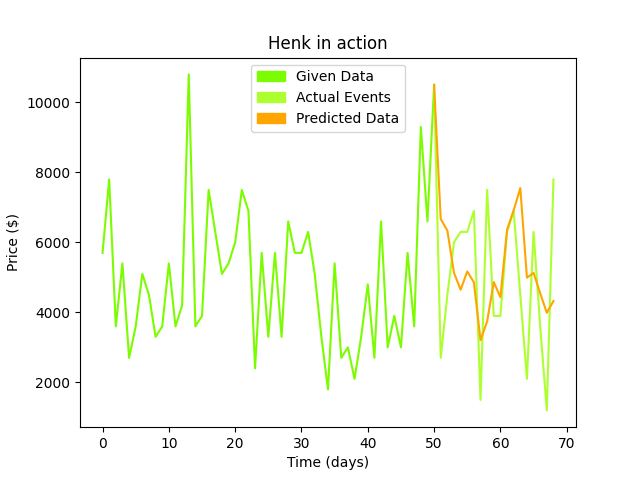 Henk in action
Given Data
Actual Events
Predicted Data
Price ($)
10000
8000
6000
4000
2000
0 10 20 30 40 50 60 70
Time (days)